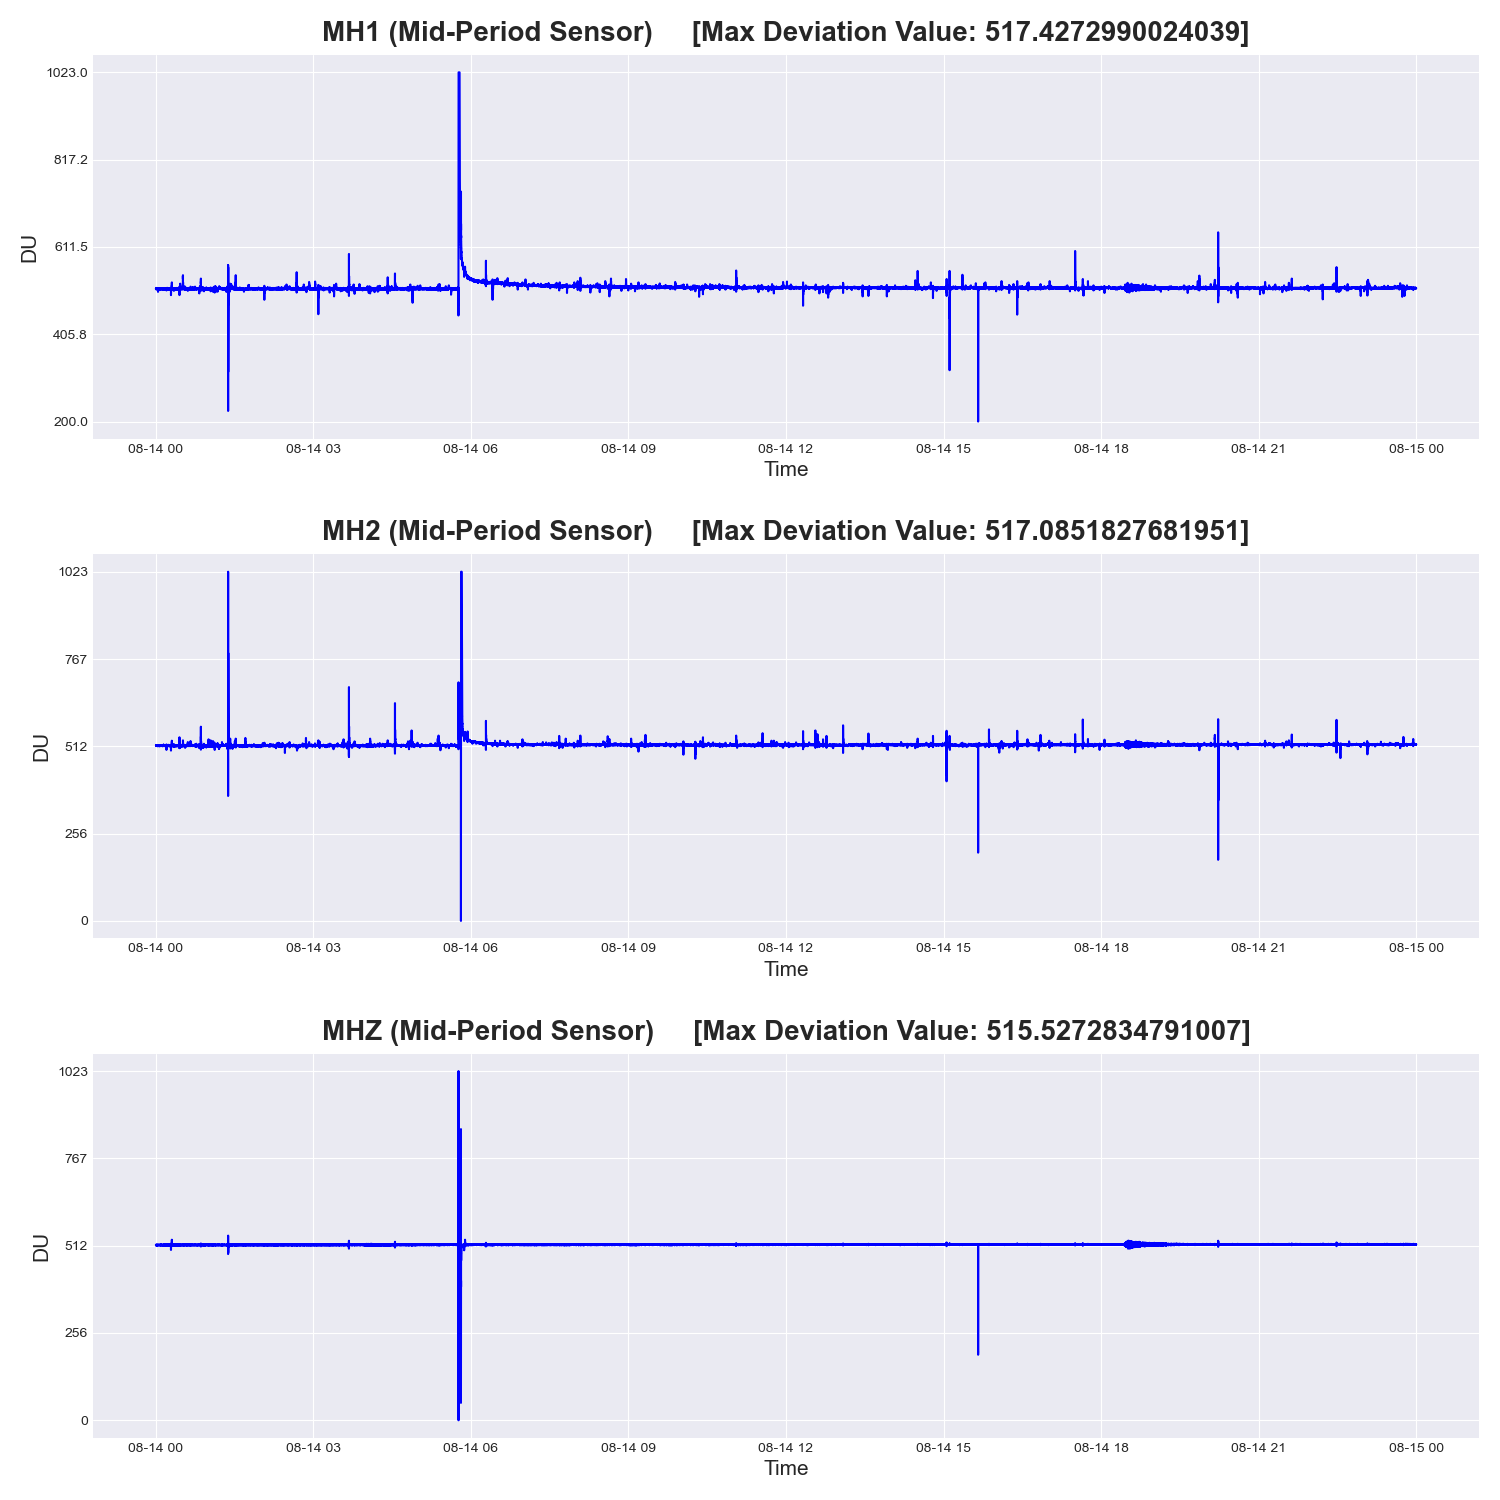 MH1 (Mid-Period Sensor) [Max Deviation Value: 517.4272990024039]
1023.0
817.2
611.5
405.8
200.0
DU
08-14 00 08-14 03 08-14 06 08-14 09 08-14 12 08-14 15 08-14 18 08-14 21 08-15 00
Time
MH2 (Mid-Period Sensor) [Max Deviation Value: 517.0851827681951]
1023
767
512
256
0
DU
08-14 00 08-14 03 08-14 06 08-14 09 08-14 12 08-14 15 08-14 18 08-14 21 08-15 00
Time
MHZ (Mid-Period Sensor) [Max Deviation Value: 515.5272834791007]
1023
767
512
256
0
DU
08-14 00 08-14 03 08-14 06 08-14 09 08-14 12 08-14 15 08-14 18 08-14 21 08-15 00
Time